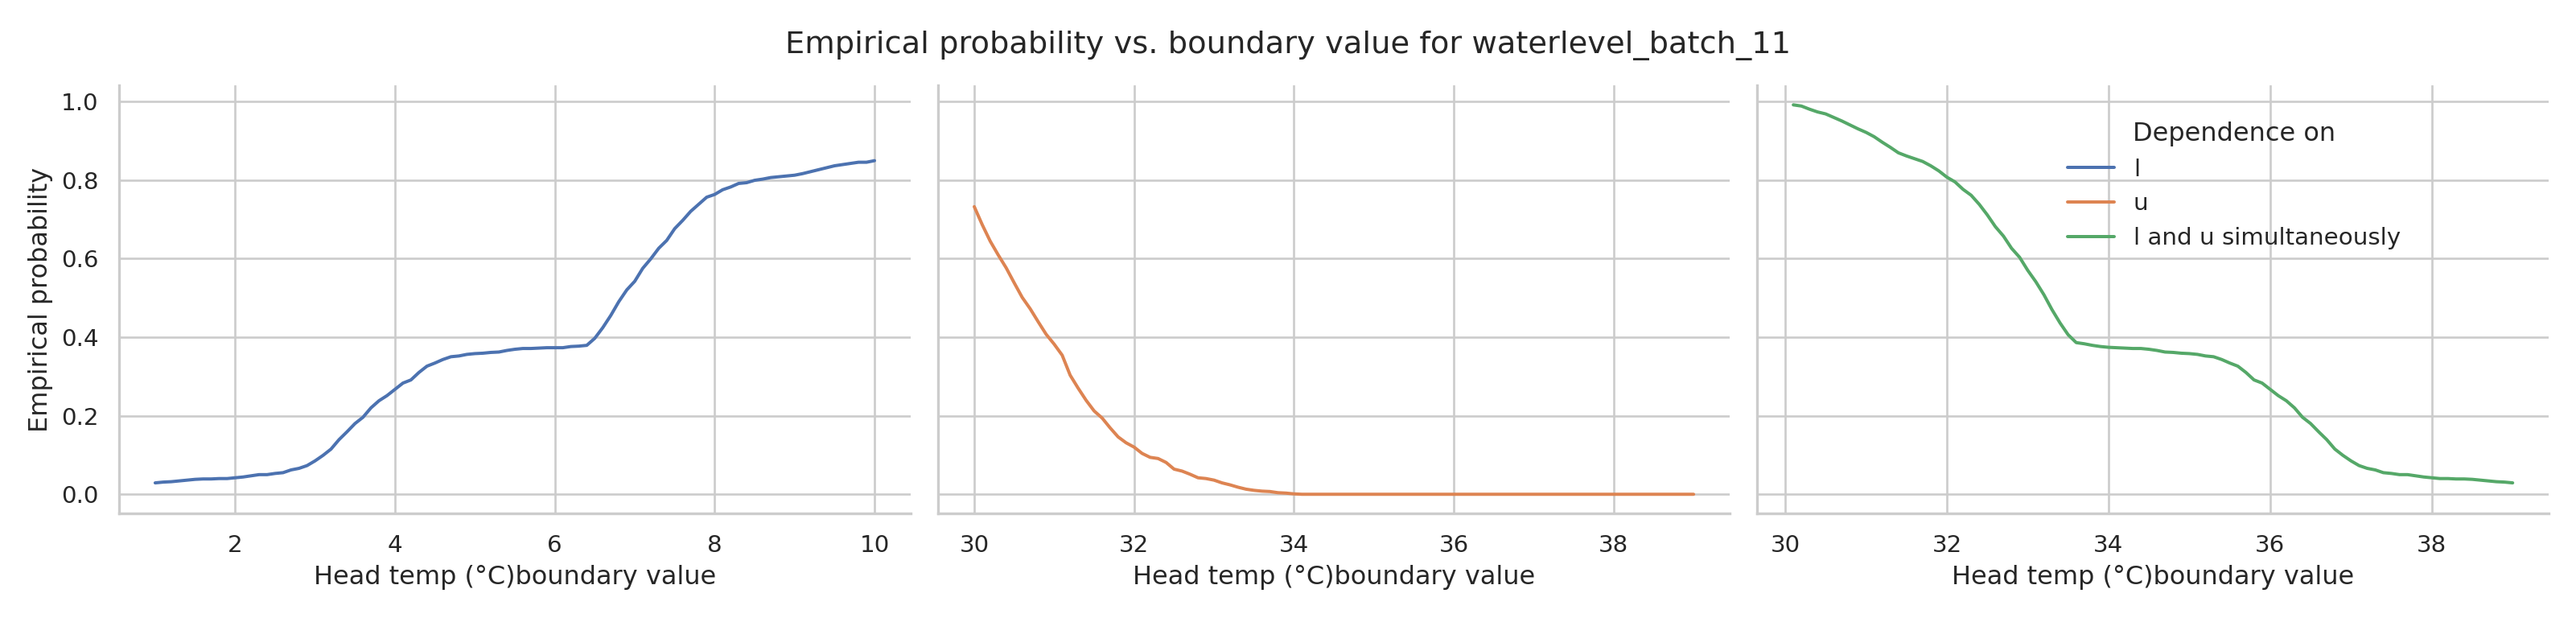 Empirical probability vs. boundary value for waterlevel_batch_11
Empirical probability
1.0
0.8
0.6
0.4
0.2
0.0
2 4 6 8 10
Head temp (°C)boundary value
30 32 34 36 38
Head temp (°C)boundary value
Dependence on
l
u
l and u simultaneously
30 32 34 36 38
Head temp (°C)boundary value